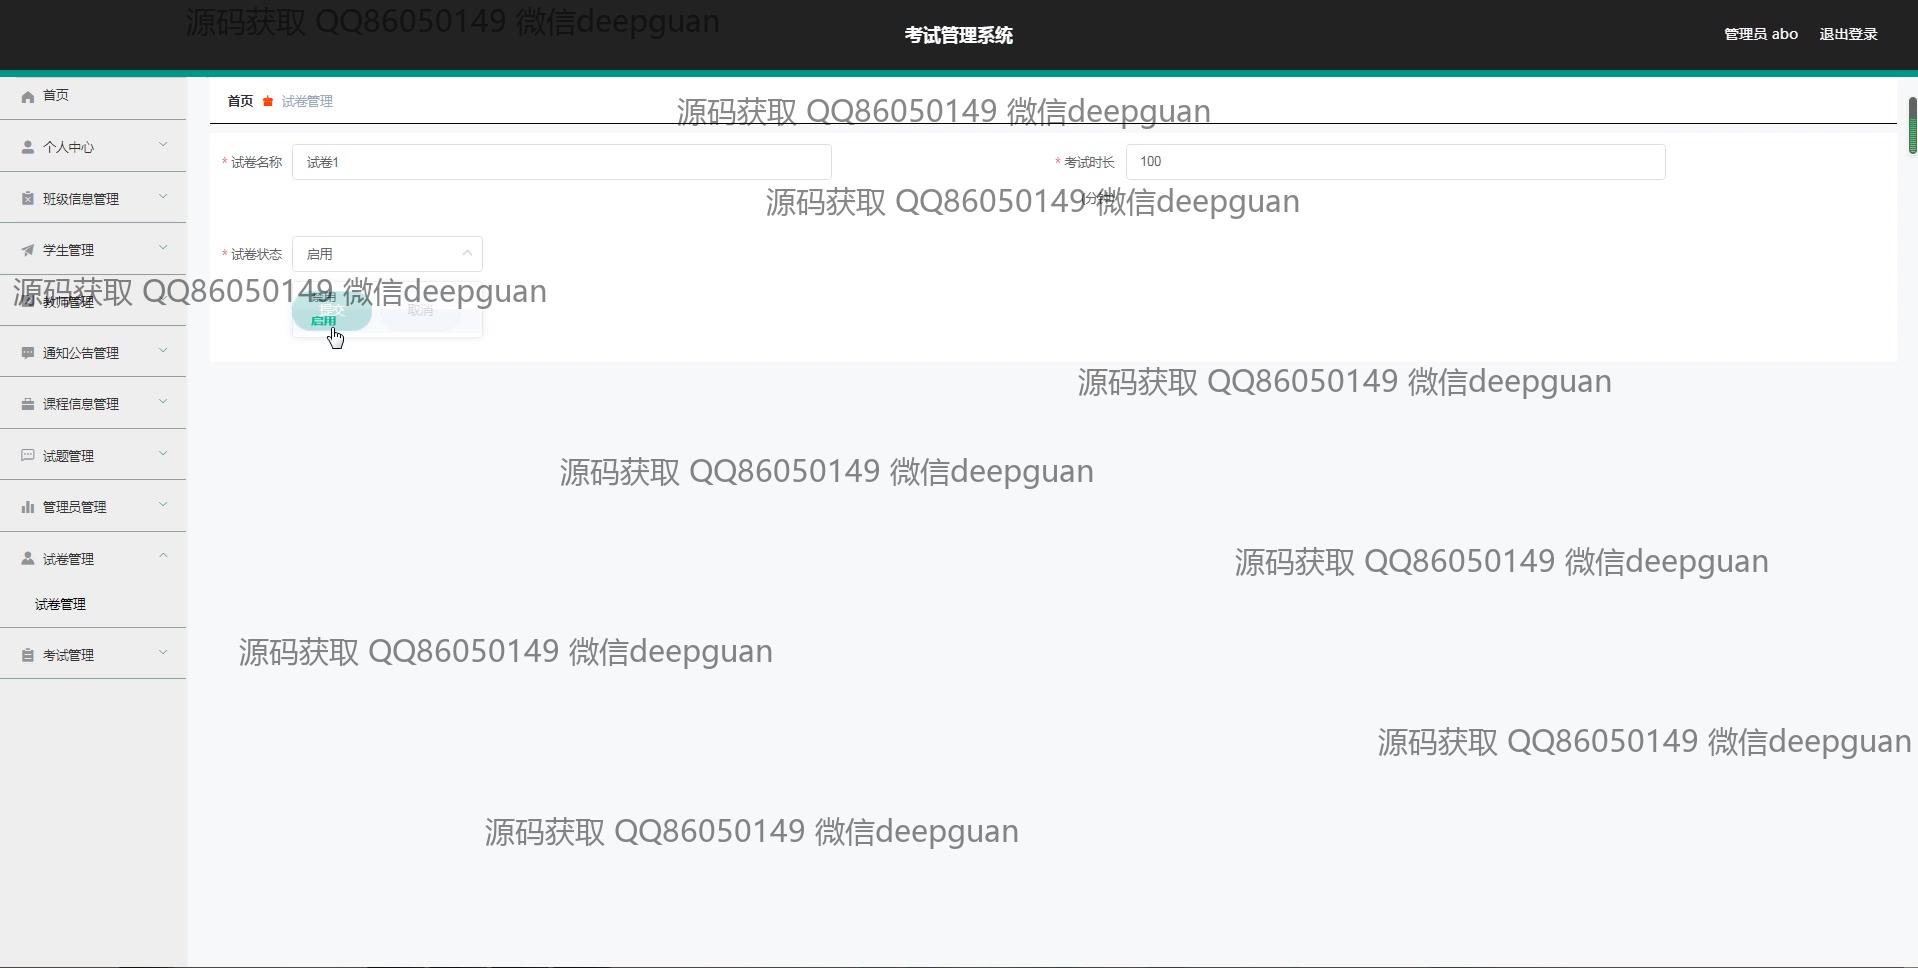 源码获取 QQ86050149 微信deepguan
考试管理系统
管理员 abo 退出登录
首页
首页 试卷管理
源码获取 QQ86050149 微信deepguan
个人中心
* 试卷名称 试卷1
* 考试时长 100
(分钟)
源码获取 QQ86050149 微信deepguan
班级信息管理
学生管理
* 试卷状态 启用
源码获取 QQ86050149 微信deepguan
教师管理
禁用
提交 取消
启用
通知公告管理
源码获取 QQ86050149 微信deepguan
课程信息管理
试题管理
源码获取 QQ86050149 微信deepguan
管理员管理
试卷管理
源码获取 QQ86050149 微信deepguan
试卷管理
考试管理
源码获取 QQ86050149 微信deepguan
源码获取 QQ86050149 微信deepguan
源码获取 QQ86050149 微信deepguan